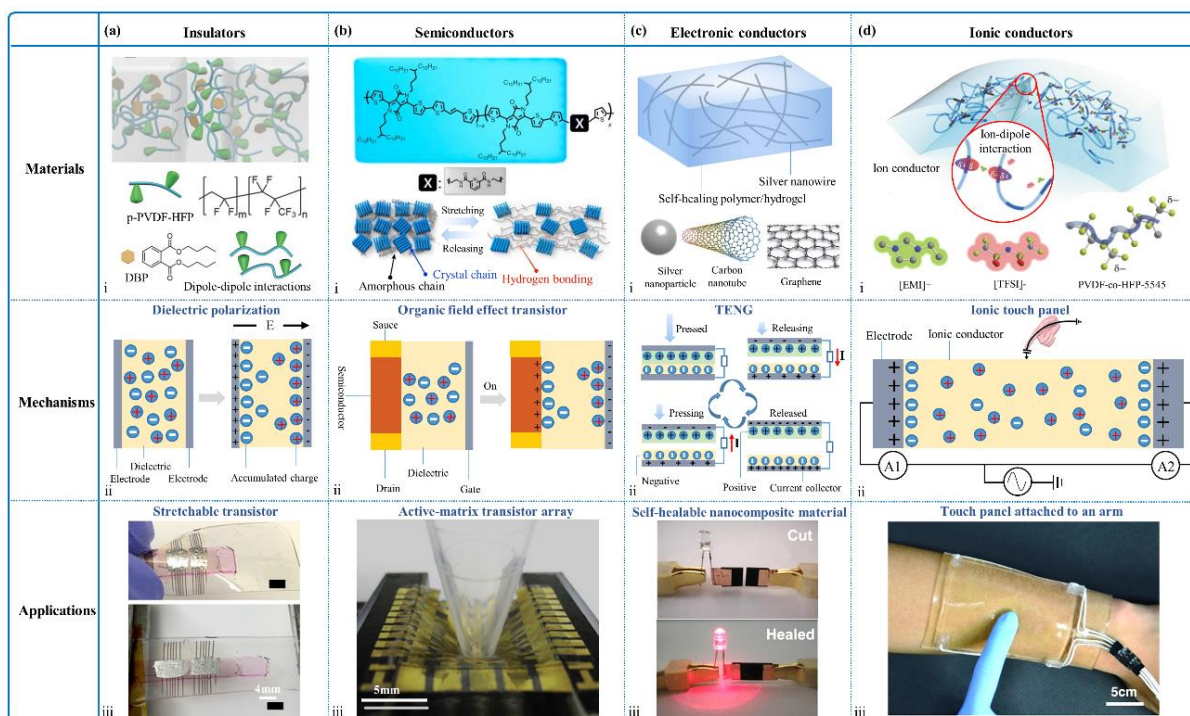 (a) Insulators
(b) Semiconductors
(c) Electronic conductors
(d) Ionic conductors
Materials
p-PVDF-HFP
DBP
Dipole-dipole interactions
i
C10H21
C12H25
X
X :
Stretching
Releasing
Crystal chain
Amorphous chain
Hydrogen bonding
i
Silver nanowire
Self-healing polymer/hydrogel
Silver nanoparticle
Carbon nanotube
Graphene
i
Ion-dipole interaction
Ion conductor
δ−
δ−
[EMI]+
[TFSI]-
PVDF-co-HFP-5545
i
Mechanisms
Dielectric polarization
E
Dielectric
Electrode
Electrode
Accumulated charge
ii
Organic field effect transistor
Sauce
Semiconductor
On
Dielectric
Drain
Gate
ii
TENG
Pressed
Releasing
I
Pressing
Released
I
Negative
Positive
Current collector
ii
Ionic touch panel
Electrode
Ionic conductor
A1
A2
ii
Applications
Stretchable transistor
4mm
iii
Active-matrix transistor array
5mm
iii
Self-healable nanocomposite material
Cut
Healed
iii
Touch panel attached to an arm
5cm
iii